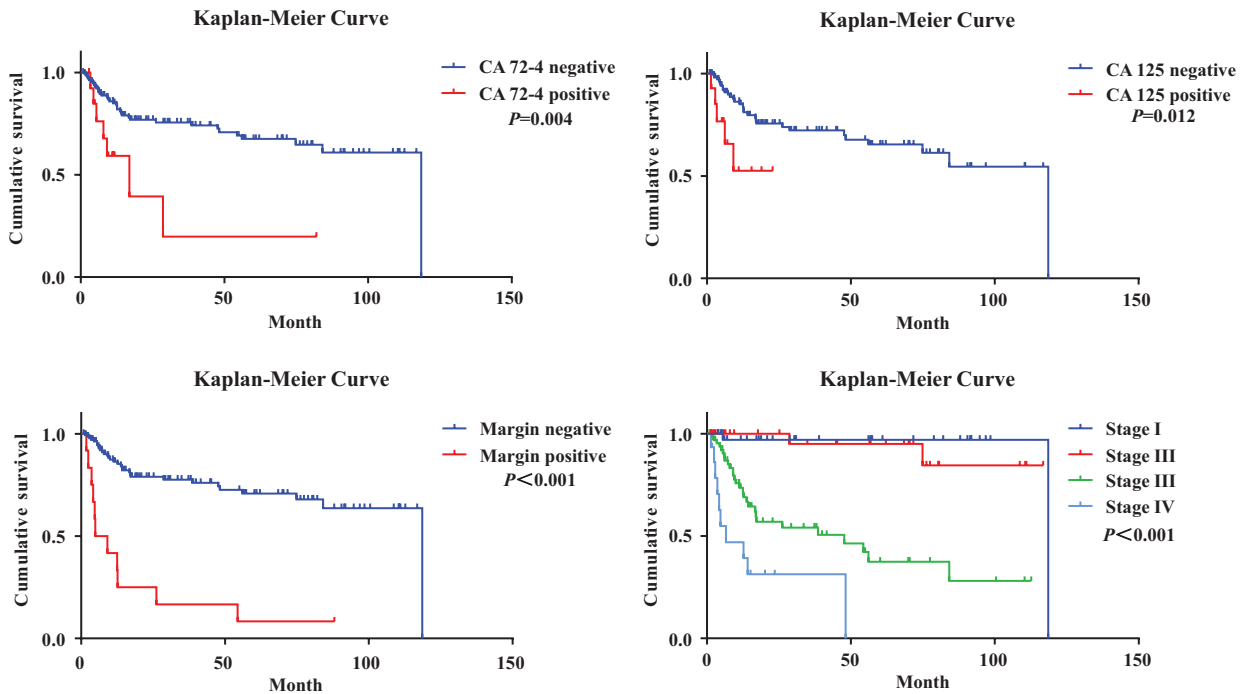 Kaplan-Meier Curve
Cumulative survival
1.0
0.5
0.0
0 50 100 150
Month
CA 72-4 negative
CA 72-4 positive
P=0.004
Kaplan-Meier Curve
Cumulative survival
1.0
0.5
0.0
0 50 100 150
Month
CA 125 negative
CA 125 positive
P=0.012
Kaplan-Meier Curve
Cumulative survival
1.0
0.5
0.0
0 50 100 150
Month
Margin negative
Margin positive
P<0.001
Kaplan-Meier Curve
Cumulative survival
1.0
0.5
0.0
0 50 100 150
Month
Stage I
Stage III
Stage III
Stage IV
P<0.001